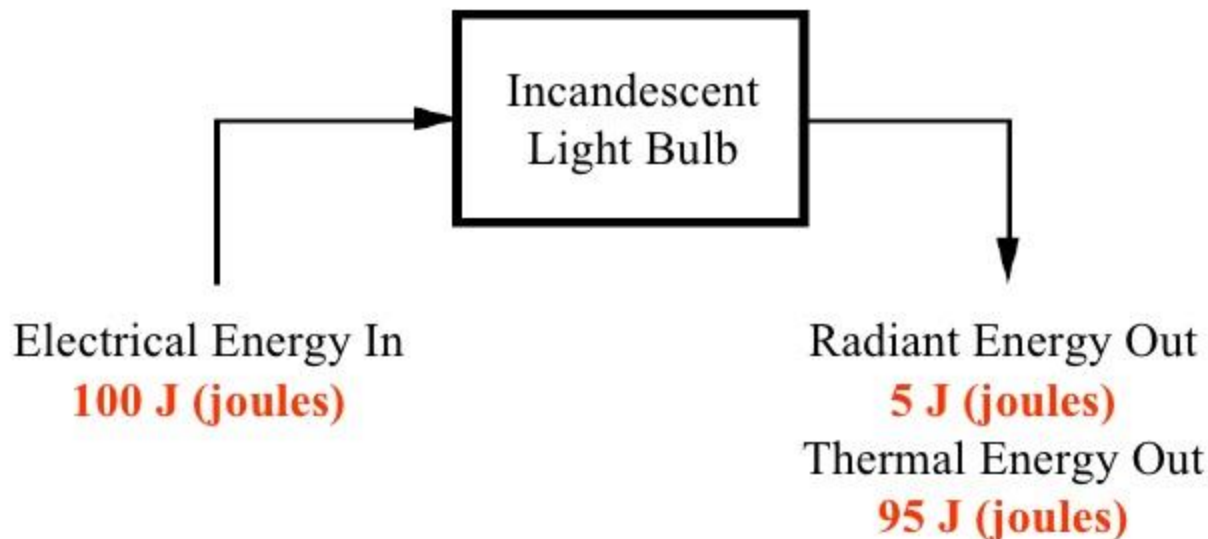 Incandescent
Light Bulb
Electrical Energy In
100 J (joules)
Radiant Energy Out
5 J (joules)
Thermal Energy Out
95 J (joules)